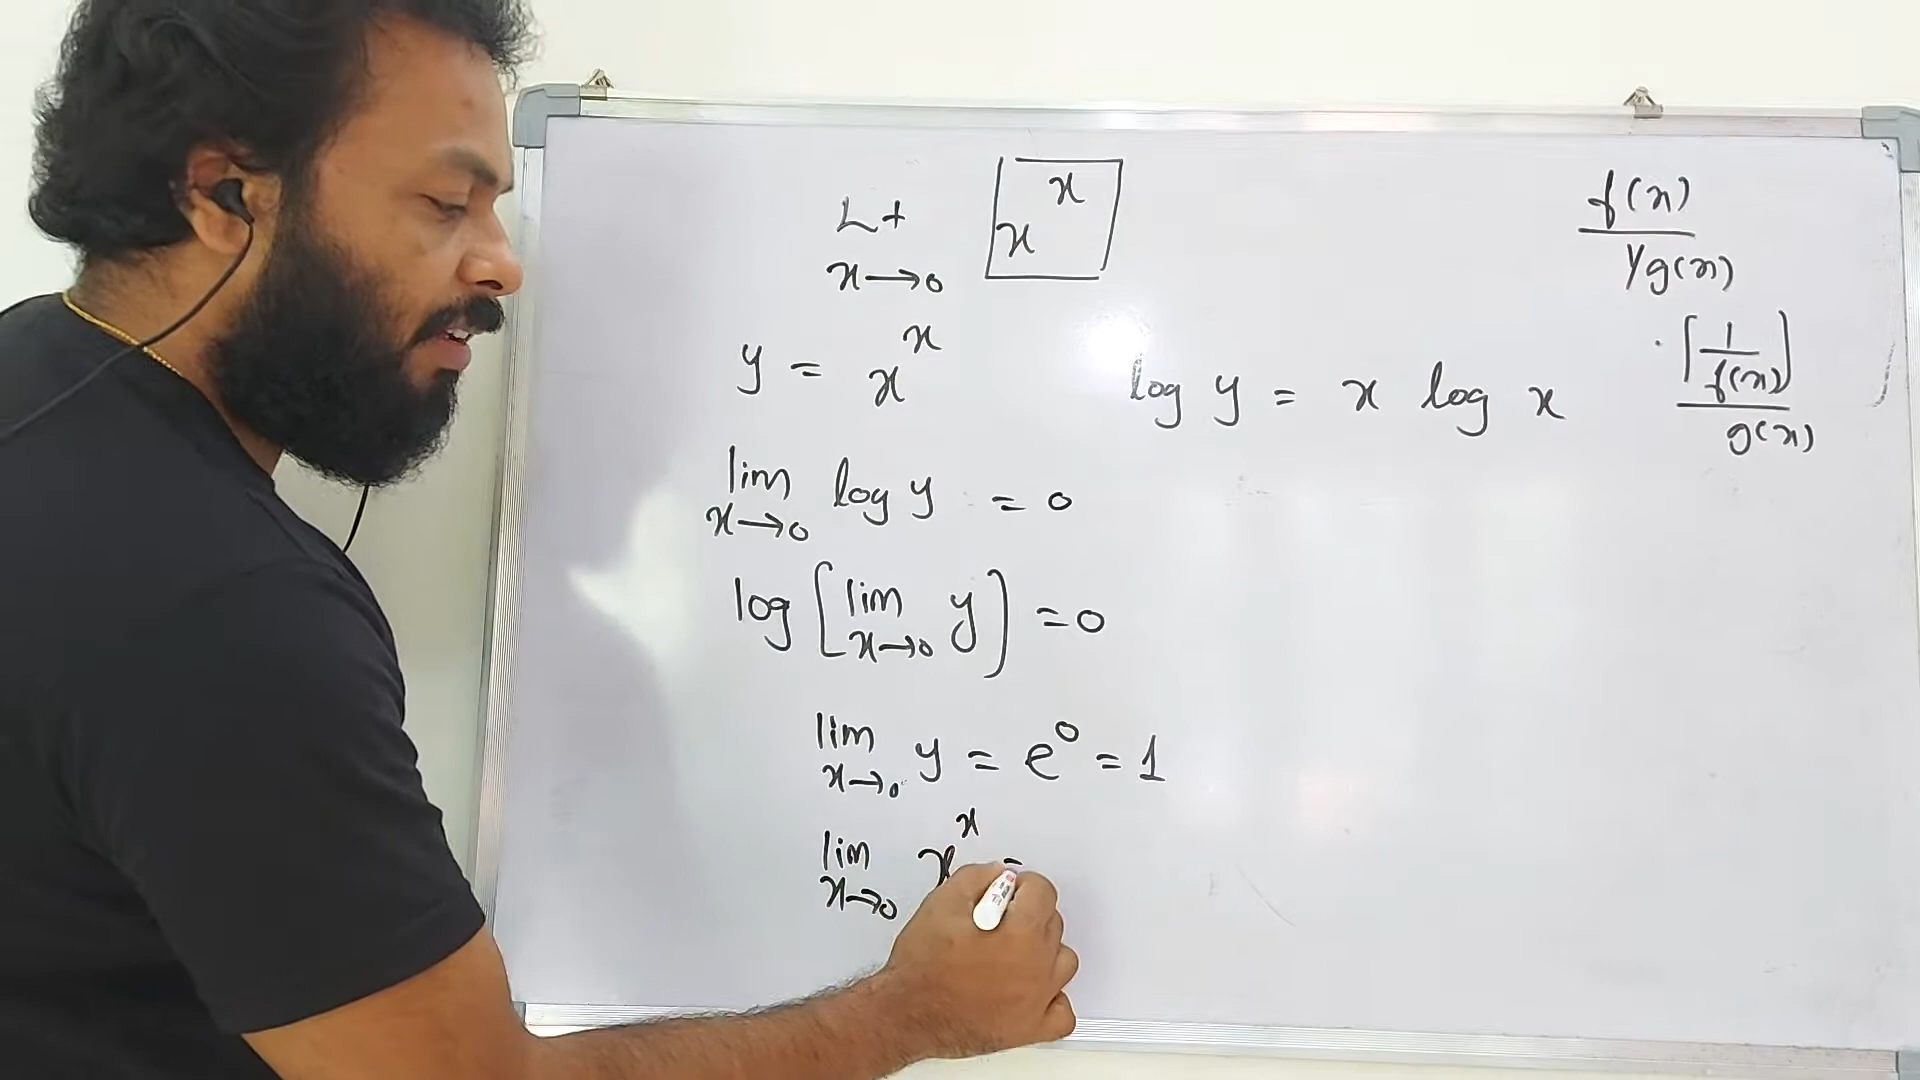 Lt x→0 x^x
y = x^x
log y = x log x
lim x→0 log y = 0
log [lim x→0 y] = 0
lim x→0 y = e^0 = 1
lim x→0 x^x =
f(x)
1/g(x)
[1/f(x)]
g(x)